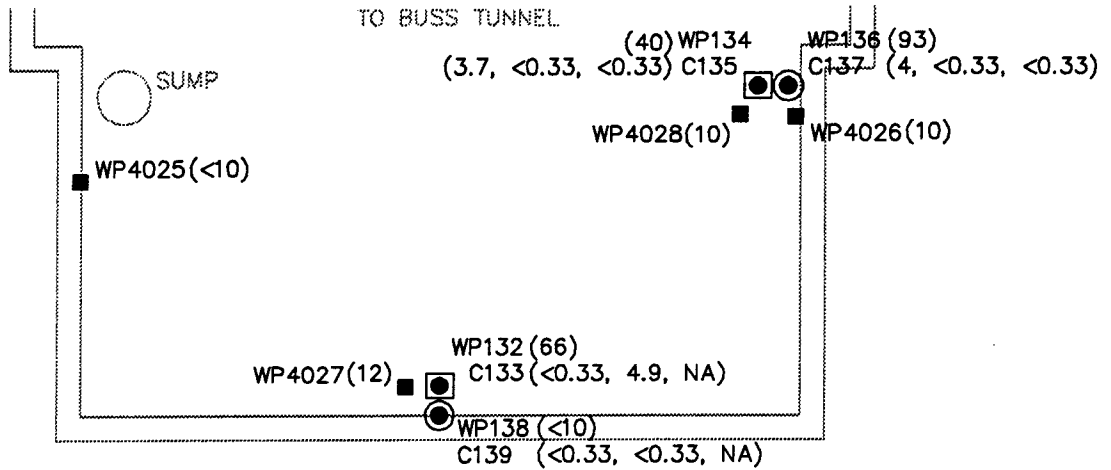 TO BUSS TUNNEL
(40) WP134
WP136 (93)
(3.7, <0.33, <0.33) C135
C137 (4, <0.33, <0.33)
SUMP
WP4028 (10)
WP4026 (10)
WP4025 (<10)
WP132 (66)
WP4027 (12)
C133 (<0.33, 4.9, NA)
WP138 (<10)
C139 (<0.33, <0.33, NA)